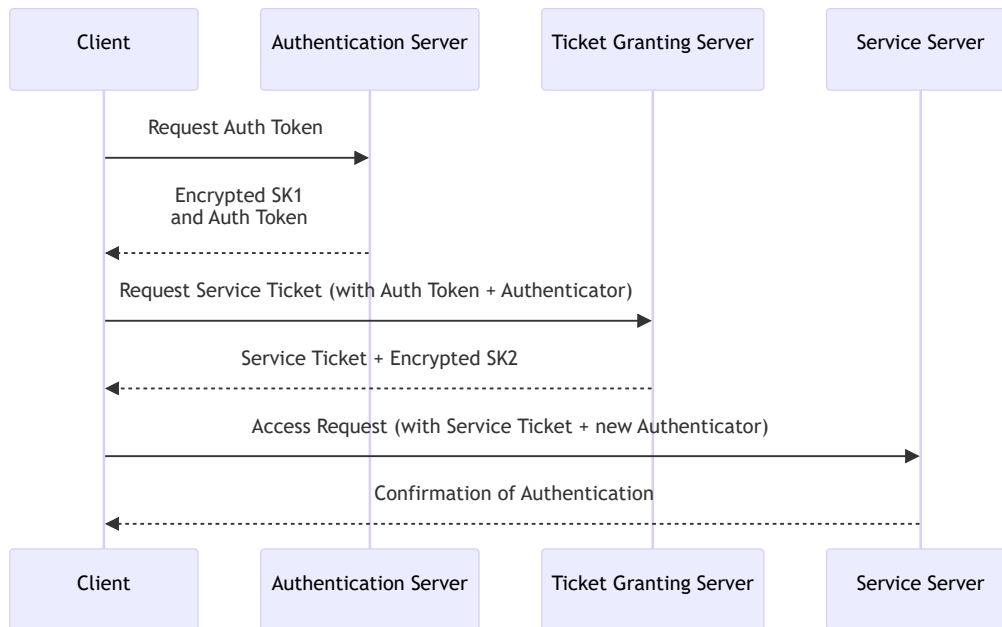 Client
Authentication Server
Ticket Granting Server
Service Server
Request Auth Token
Encrypted SK1
and Auth Token
Request Service Ticket (with Auth Token + Authenticator)
Service Ticket + Encrypted SK2
Access Request (with Service Ticket + new Authenticator)
Confirmation of Authentication
Client
Authentication Server
Ticket Granting Server
Service Server